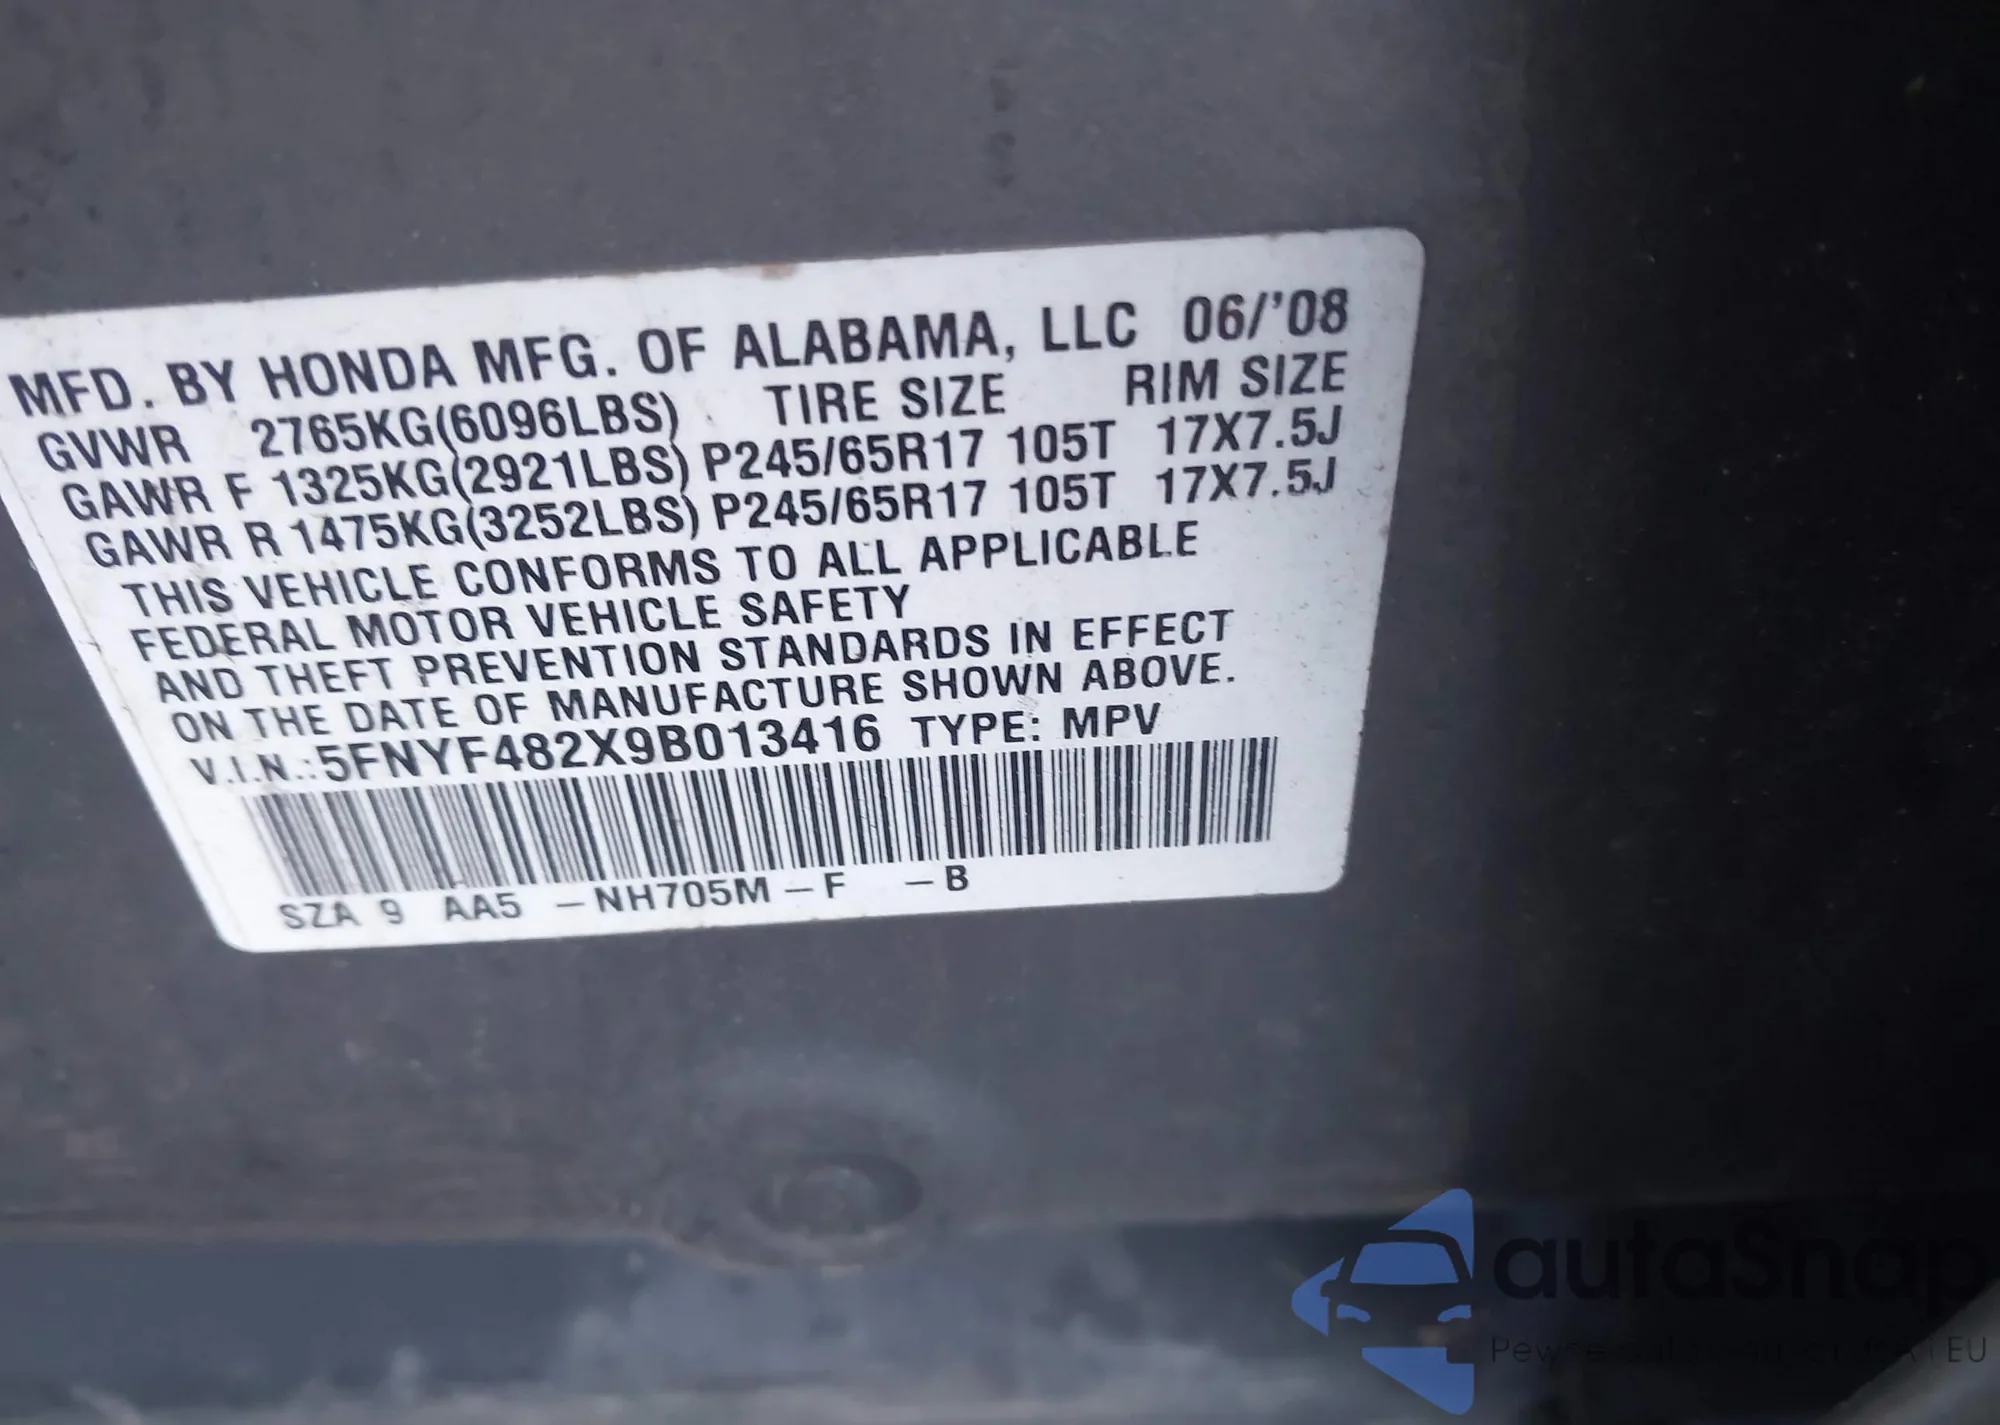 MFD. BY HONDA MFG. OF ALABAMA, LLC 06/'08
GVWR 2765KG(6096LBS) TIRE SIZE RIM SIZE
GAWR F 1325KG(2921LBS) P245/65R17 105T 17X7.5J
GAWR R 1475KG(3252LBS) P245/65R17 105T 17X7.5J
THIS VEHICLE CONFORMS TO ALL APPLICABLE
FEDERAL MOTOR VEHICLE SAFETY
AND THEFT PREVENTION STANDARDS IN EFFECT
ON THE DATE OF MANUFACTURE SHOWN ABOVE.
V.I.N.:5FNYF482X9B013416 TYPE: MPV
SZA 9 AA5 -NH705M-F -B
autaSnap
EU